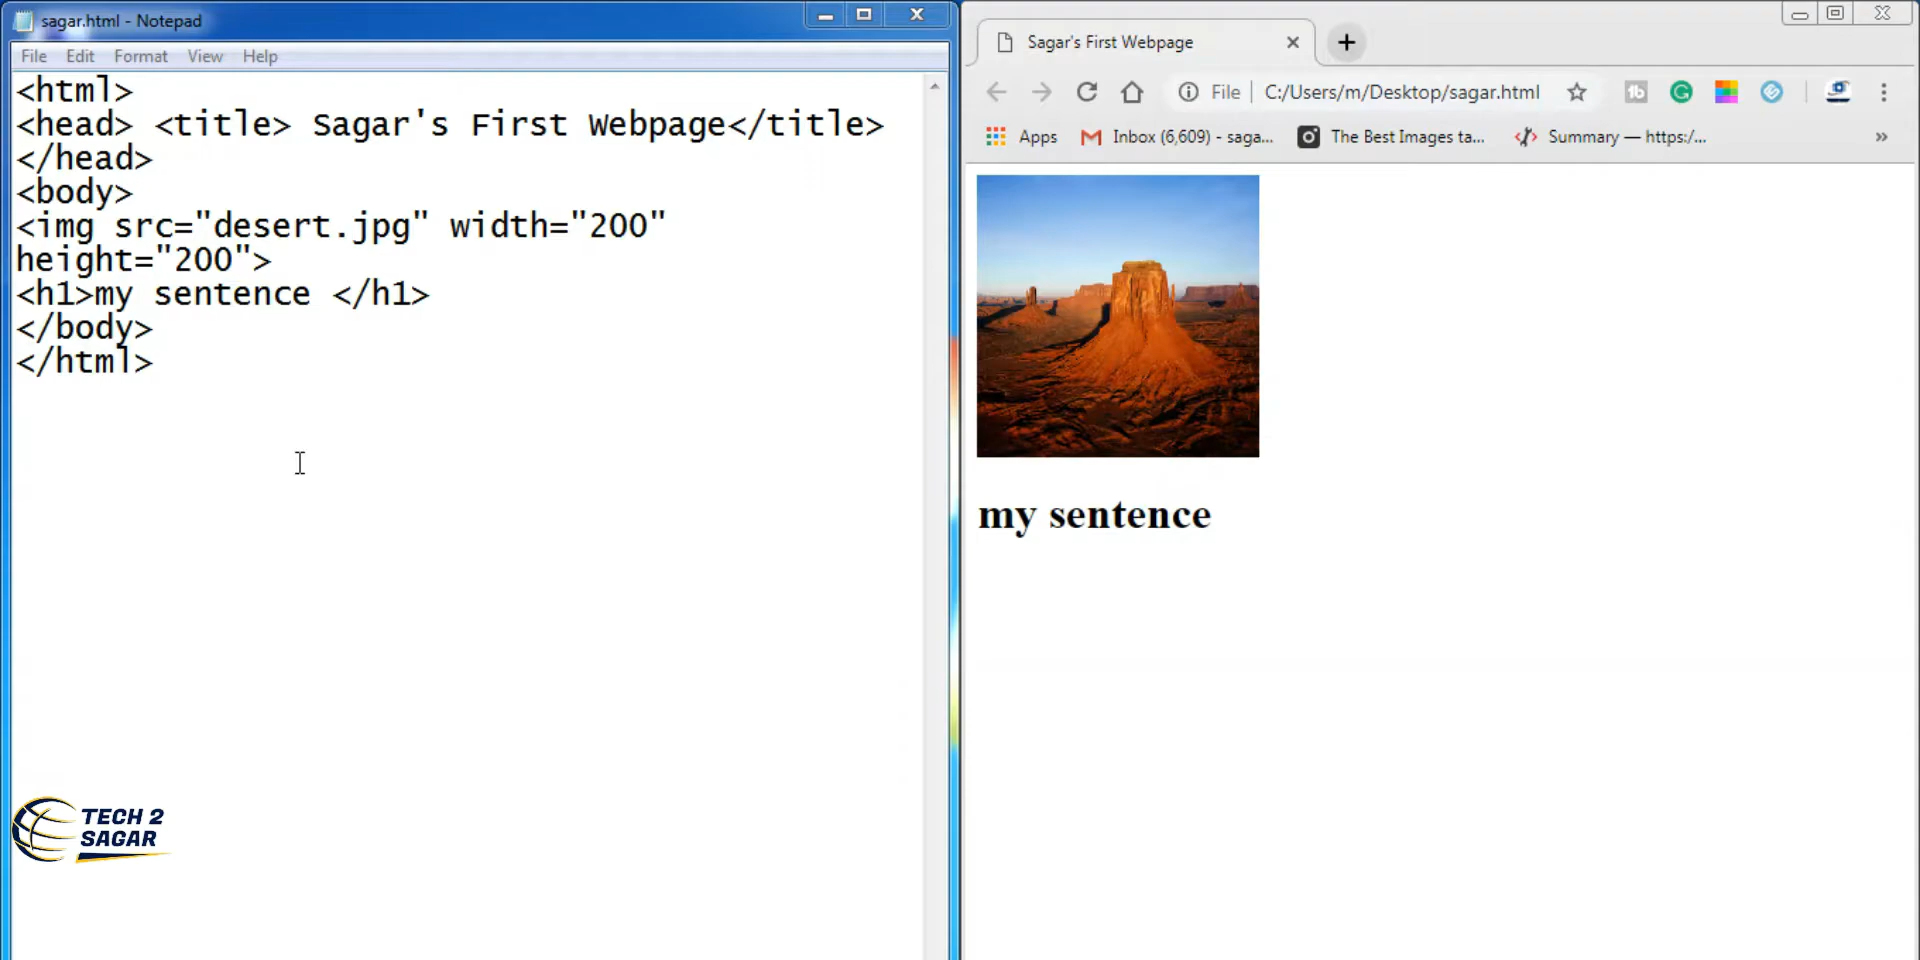 sagar.html - Notepad
File Edit Format View Help
<html>
<head> <title> Sagar's First Webpage</title>
</head>
<body>
<img src="desert.jpg" width="200"
height="200">
<h1>my sentence </h1>
</body>
</html>
TECH 2
SAGAR
Sagar's First Webpage
File C:/Users/m/Desktop/sagar.html
Apps Inbox (6,609) - saga... The Best Images ta... Summary — https:/... »
my sentence